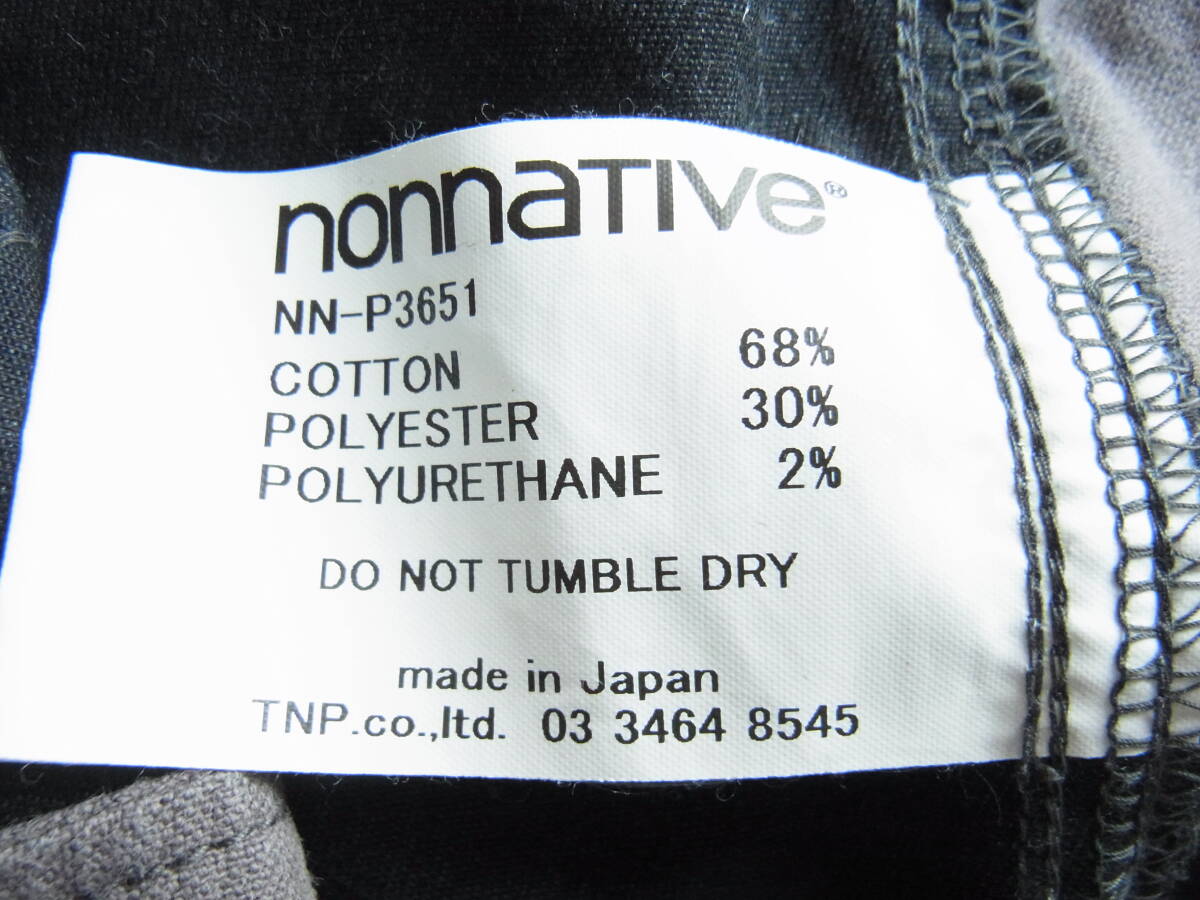 nonnaTIVe®
NN-P3651
COTTON 68%
POLYESTER 30%
POLYURETHANE 2%
DO NOT TUMBLE DRY
made in Japan
TNP.co.,ltd. 03 3464 8545